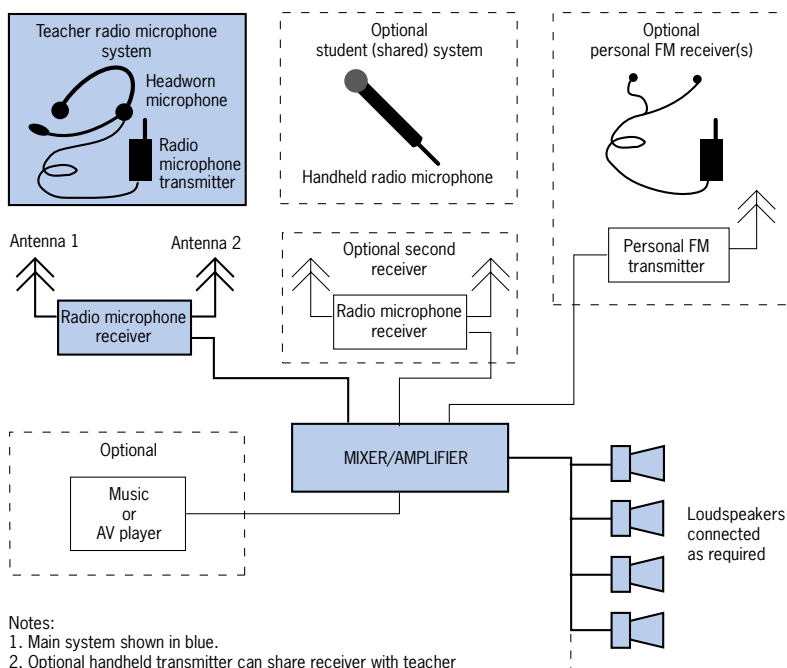 Teacher radio microphone
system
Headworn
microphone
Radio
microphone
transmitter
Optional
student (shared) system
Handheld radio microphone
Optional
personal FM receiver(s)
Personal FM
transmitter
Antenna 1
Antenna 2
Radio microphone
receiver
Optional second
receiver
Radio microphone
receiver
MIXER/AMPLIFIER
Optional
Music
or
AV player
Loudspeakers
connected
as required
Notes:
1. Main system shown in blue.
2. Optional handheld transmitter can share receiver with teacher